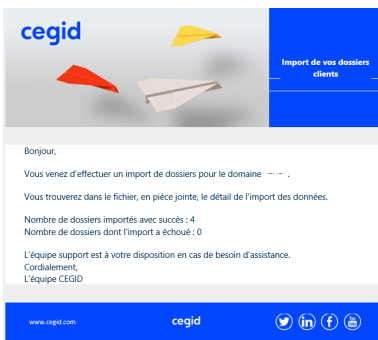 cegid
Import de vos dossiers
clients
Bonjour,
Vous venez d'effectuer un import de dossiers pour le domaine .
Vous trouverez dans le fichier, en pièce jointe, le détail de l'import des données.
Nombre de dossiers importés avec succès : 4
Nombre de dossiers dont l'import a échoué : 0
L'équipe support est à votre disposition en cas de besoin d'assistance.
Cordialement,
L'équipe CEGID
www.cegid.com
cegid
in
f
You